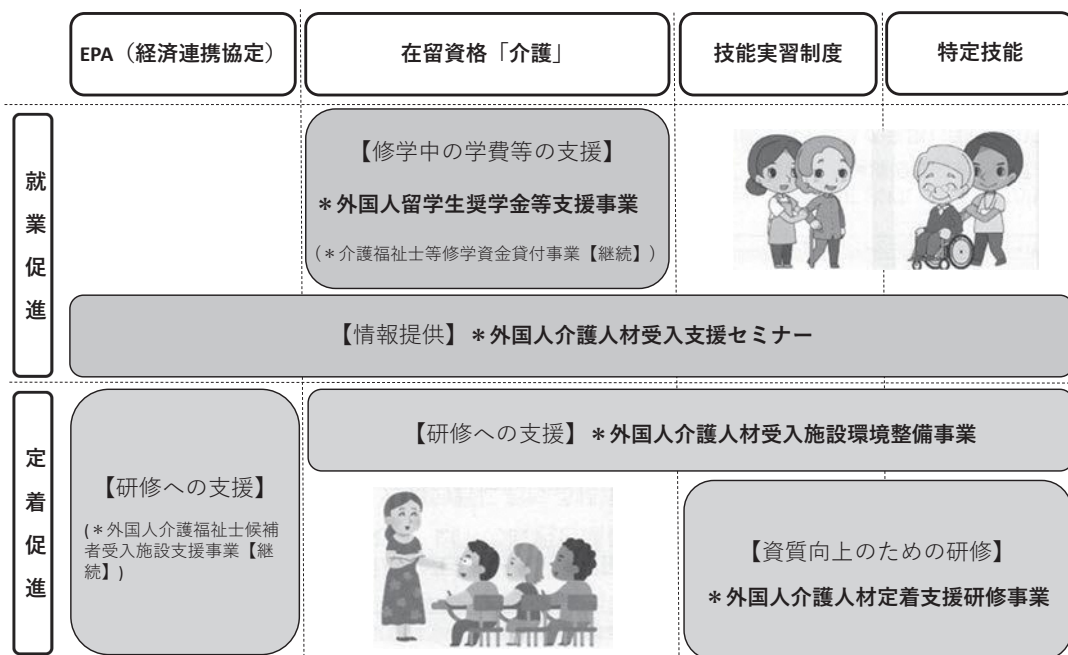 EPA（経済連携協定）
在留資格「介護」
技能実習制度
特定技能
就業促進
【修学中の学費等の支援】
＊外国人留学生奨学金等支援事業
（＊介護福祉士等修学資金貸付事業【継続】）
【情報提供】＊外国人介護人材受入支援セミナー
定着促進
【研修への支援】
(＊外国人介護福祉士候補
者受入施設支援事業【継
続】)
【研修への支援】＊外国人介護人材受入施設環境整備事業
【資質向上のための研修】
＊外国人介護人材定着支援研修事業